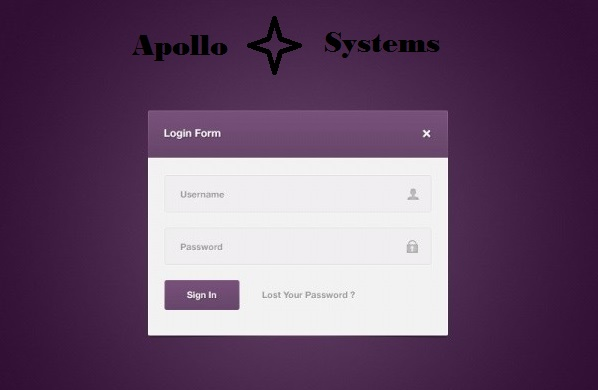 Apollo Systems
Login Form
Username
Password
Sign In Lost Your Password ?